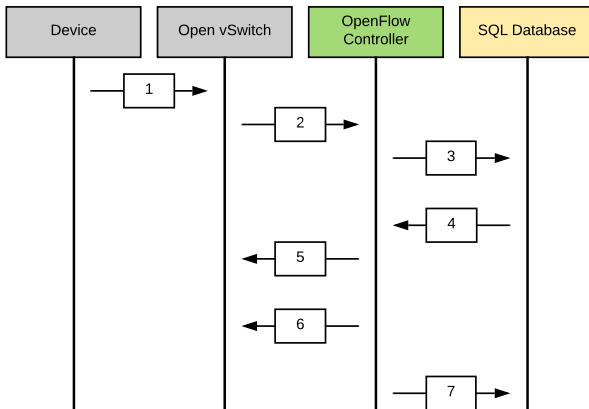 Device
Open vSwitch
OpenFlow
Controller
SQL Database
1
2
3
4
5
6
7